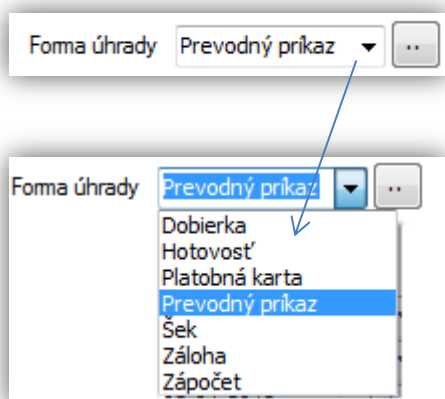 Forma úhrady Prevodný príkaz ..
Forma úhrady Prevodný príkaz ..
Dobierka
Hotovosť
Platobná karta
Prevodný príkaz
Šek
Záloha
Zápočet